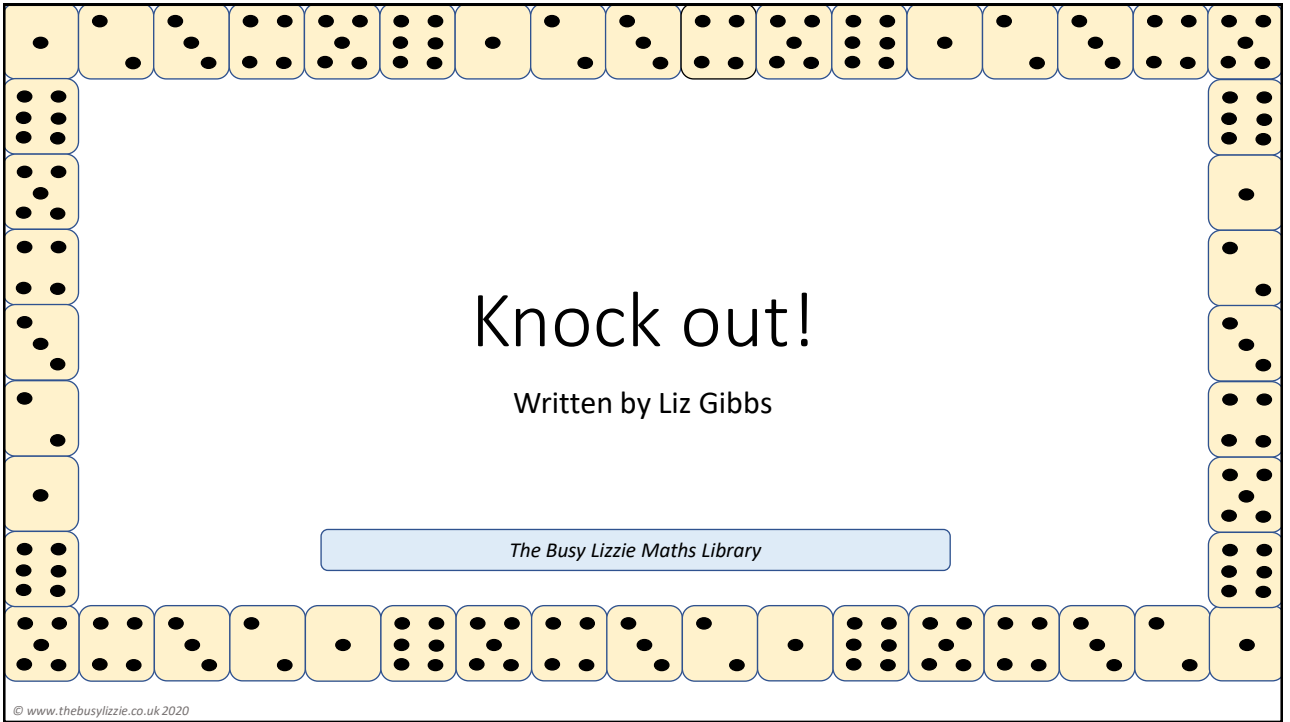 Knock out!
Written by Liz Gibbs
The Busy Lizzie Maths Library
© www.thebusylizzie.co.uk 2020